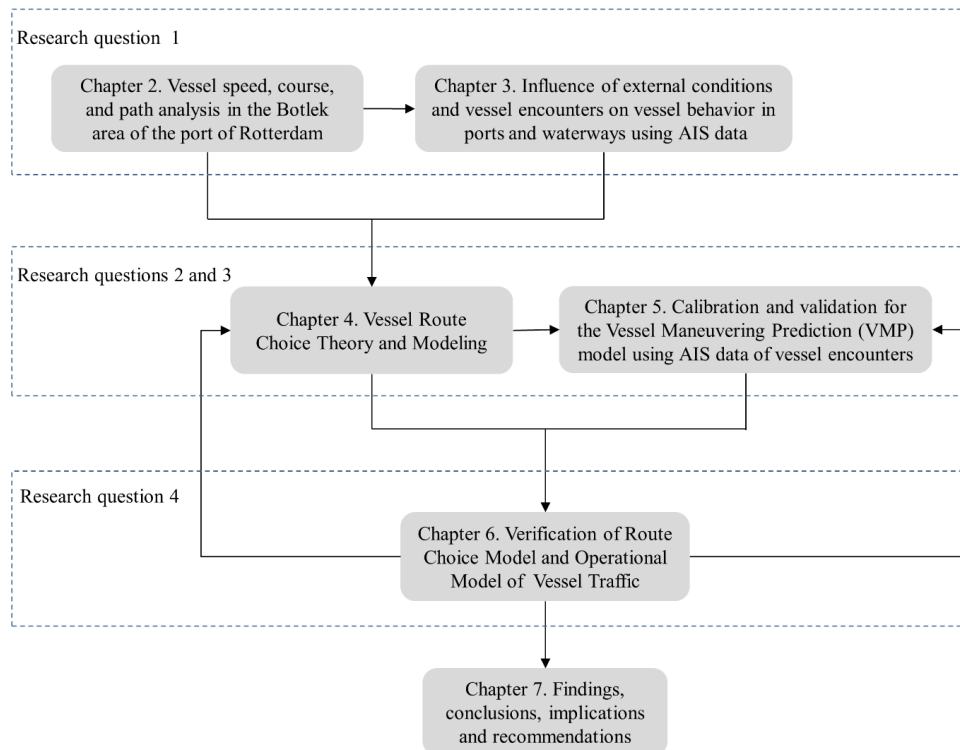 Research question 1
Chapter 2. Vessel speed, course,
and path analysis in the Botlek
area of the port of Rotterdam
Chapter 3. Influence of external conditions
and vessel encounters on vessel behavior in
ports and waterways using AIS data
Research questions 2 and 3
Chapter 4. Vessel Route
Choice Theory and Modeling
Chapter 5. Calibration and validation for
the Vessel Maneuvering Prediction (VMP)
model using AIS data of vessel encounters
Research question 4
Chapter 6. Verification of Route
Choice Model and Operational
Model of Vessel Traffic
Chapter 7. Findings,
conclusions, implications
and recommendations